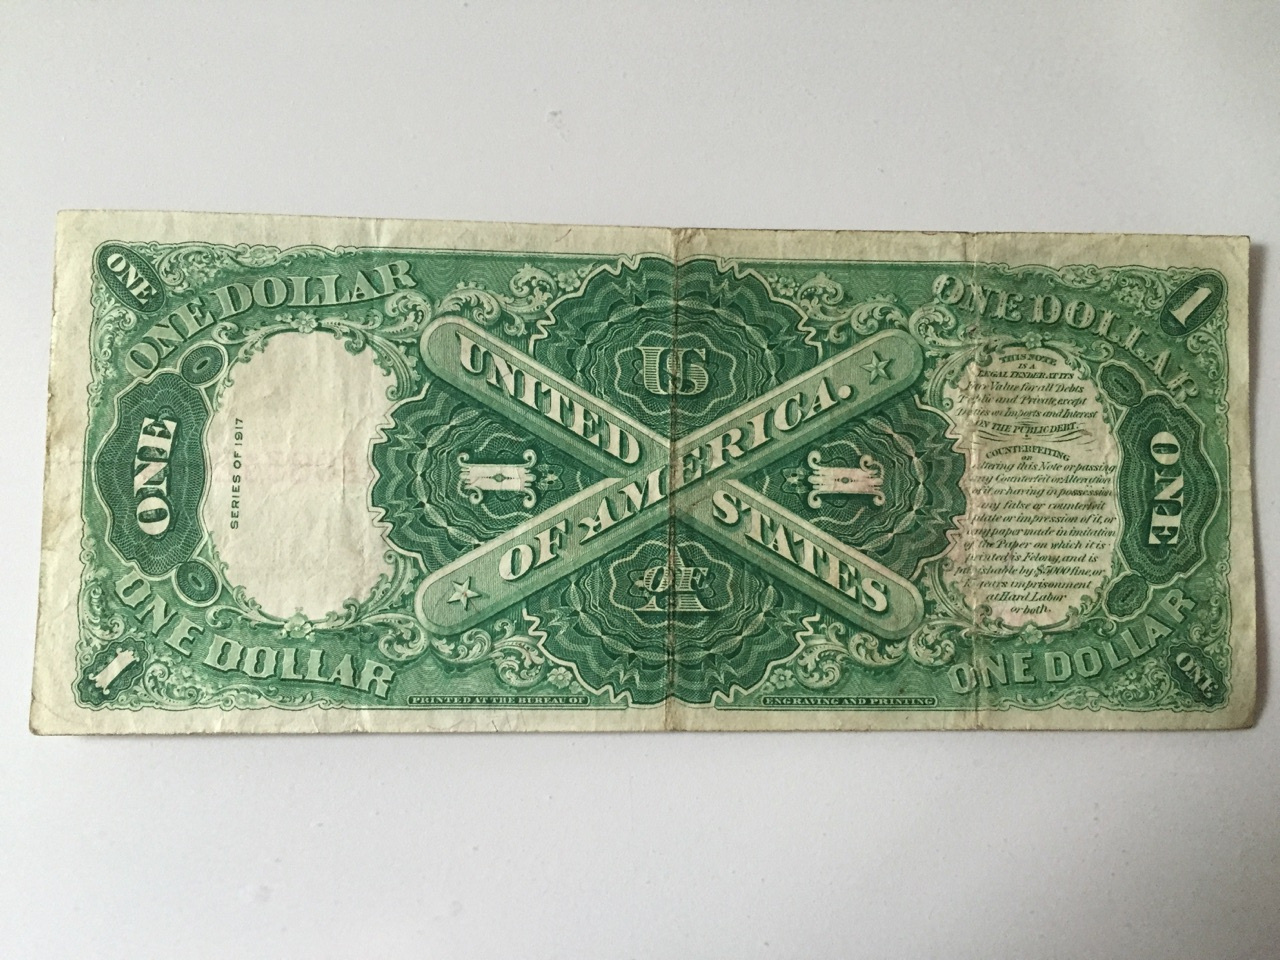 ONE
ONE DOLLAR
ONE DOLLAR
1
US
UNITED
STATES
OF AMERICA.
ONE
SERIES OF 1917
1
1
THIS NOTE
IS A
LEGAL TENDER AT ITS
Face Value for all Debts
Public and Private, except
Duties on Imports and Interest
ON THE PUBLIC DEBT.
COUNTERFEITING
or
altering this Note or passing
any Counterfeit or Alteration
of it or having in possession
any false or counterfeit
plate or impression of it, or
any paper made in imitation
of the Paper on which it is
printed is Felony, and is
punishable by $5000 fine, or
15 years imprisonment
at Hard Labor
or both.
ONE
OF
A
ONE DOLLAR
ONE DOLLAR
1
ONE
PRINTED AT THE BUREAU OF
ENGRAVING AND PRINTING